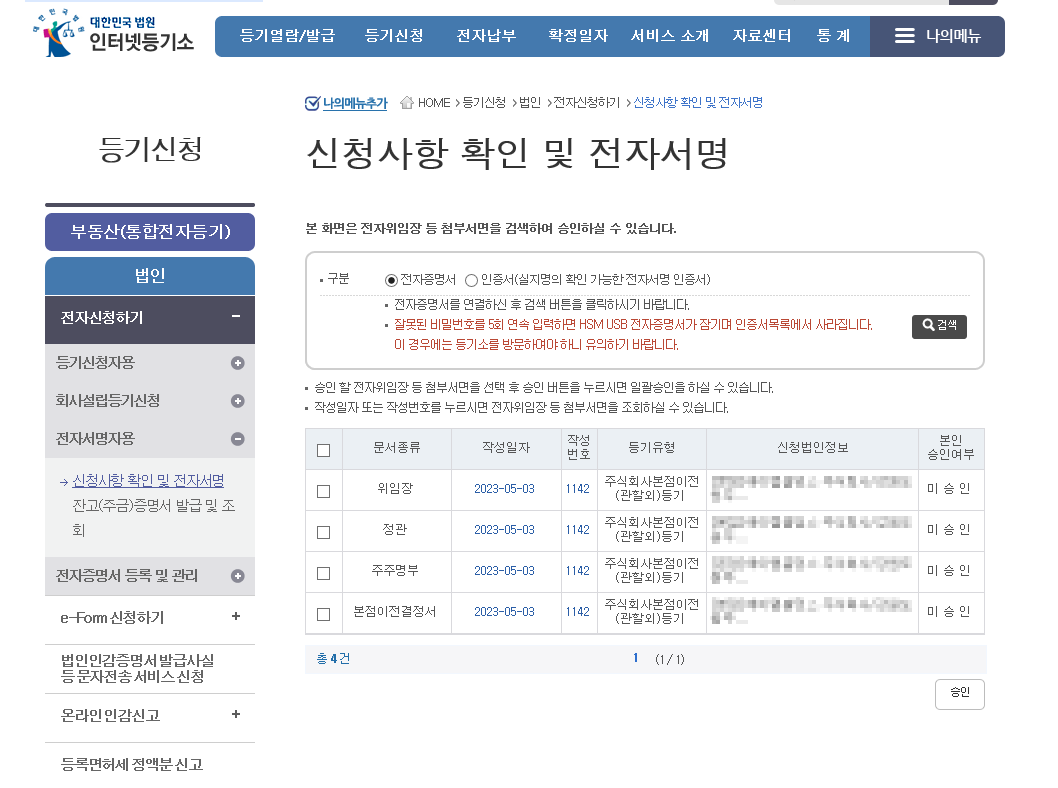 대한민국법원
대한민국 법원
인터넷등기소
등기열람/발급 등기신청 전자납부 확정일자 서비스 소개 자료센터 통 계 나의메뉴
나의메뉴추가 HOME > 등기신청 > 법인 > 전자신청하기 > 신청사항 확인 및 전자서명
등기신청
신청사항 확인 및 전자서명
부동산(통합전자등기)
법인
전자신청하기 -
등기신청자용
회사설립등기신청
전자서명자용
→ 신청사항 확인 및 전자서명
잔고(주금)증명서 발급 및 조
회
전자증명서 등록 및 관리
e-Form 신청하기 +
법인인감증명서 발급사실
등 문자전송 서비스 신청
온라인 인감신고 +
등록면허세 정액분 신고
본 화면은 전자위임장 등 첨부서면을 검색하여 승인하실 수 있습니다.
구분 전자증명서 인증서(실지명의 확인 가능한 전자서명 인증서)
전자증명서를 연결하신 후 검색 버튼을 클릭하시기 바랍니다.
잘못된 비밀번호를 5회 연속 입력하면 HSM USB 전자증명서가 잠기며 인증서목록에서 사라집니다.
이 경우에는 등기소를 방문하여야 하니 유의하기 바랍니다.
검색
승인 할 전자위임장 등 첨부서면을 선택 후 승인 버튼을 누르시면 일괄승인을 하실 수 있습니다.
작성일자 또는 작성번호를 누르시면 전자위임장 등 첨부서면을 조회하실 수 있습니다.
문서종류 작성일자 작성 등기유형 신청법인정보 본인
번호 승인여부
위임장 2023-05-03 1142 주식회사본점이전 미 승 인
(관할외)등기
정관 2023-05-03 1142 주식회사본점이전 미 승 인
(관할외)등기
주주명부 2023-05-03 1142 주식회사본점이전 미 승 인
(관할외)등기
본점이전결정서 2023-05-03 1142 주식회사본점이전 미 승 인
(관할외)등기
총 4 건 1 (1 / 1)
승인